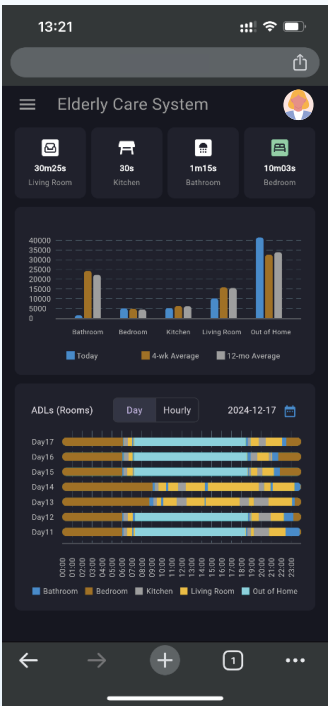 13:21
Elderly Care System
30m25s 30s 1m15s 10m03s
Living Room Kitchen Bathroom Bedroom
40000
35000
30000
25000
20000
15000
10000
5000
0
Bathroom Bedroom Kitchen Living Room Out of Home
Today 4-wk Average 12-mo Average
ADLs (Rooms) Day Hourly 2024-12-17
Day17
Day16
Day15
Day14
Day13
Day12
Day11
00:00 01:00 02:00 03:00 04:00 05:00 06:00 07:00 08:00 09:00 10:00 11:00 12:00 13:00 14:00 15:00 16:00 17:00 18:00 19:00 20:00 21:00 22:00 23:00
Bathroom Bedroom Kitchen Living Room Out of Home
1